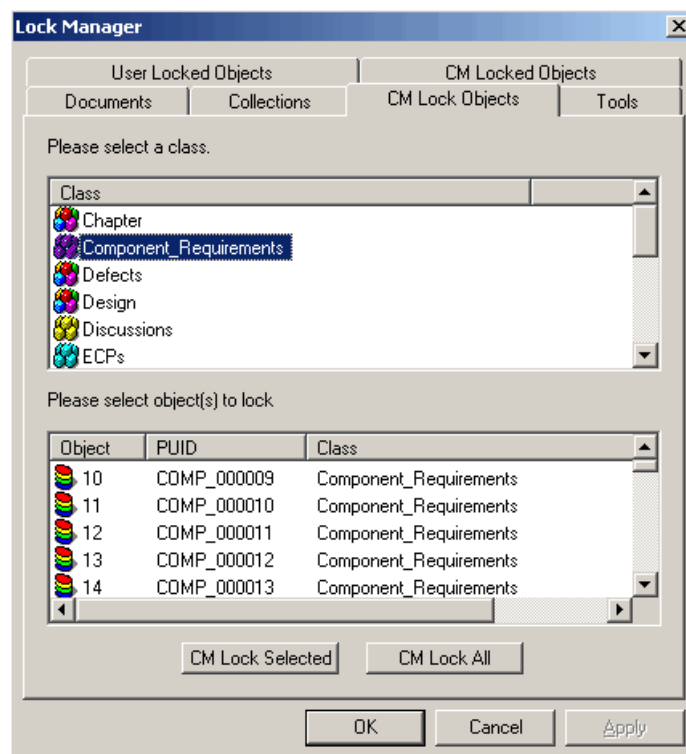 Lock Manager
User Locked Objects CM Locked Objects
Documents Collections CM Lock Objects Tools
Please select a class.
Class
Chapter
Component_Requirements
Defects
Design
Discussions
ECPs
Please select object(s) to lock
Object PUID Class
10 COMP_000009 Component_Requirements
11 COMP_000010 Component_Requirements
12 COMP_000011 Component_Requirements
13 COMP_000012 Component_Requirements
14 COMP_000013 Component_Requirements
CM Lock Selected CM Lock All
OK Cancel Apply